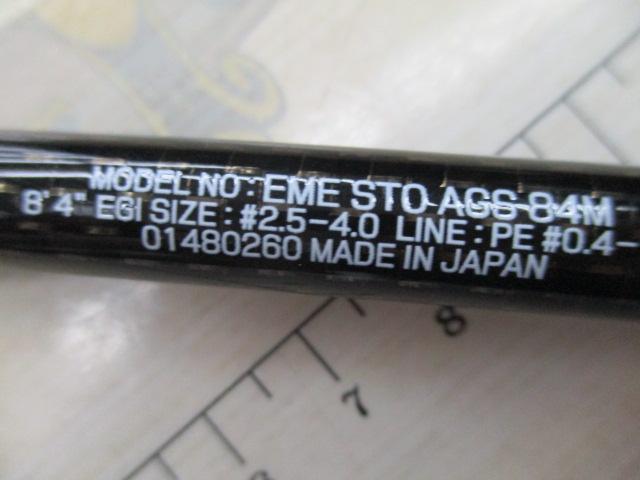 MODEL NO : EME STO AGS 84M
8'4" EGI SIZE : #2.5-4.0 LINE : PE #0.4-
01480260 MADE IN JAPAN
8
7
6